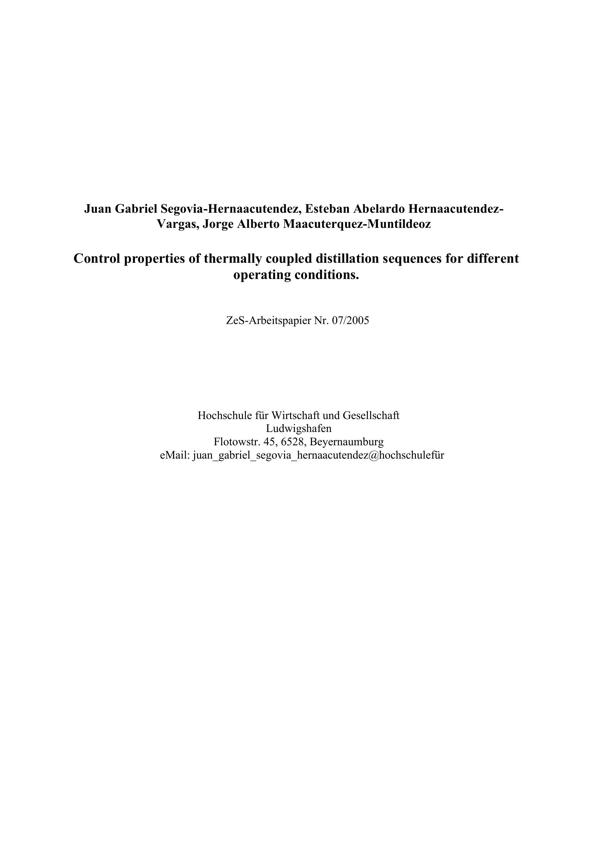 Juan Gabriel Segovia-Hernaacutendez, Esteban Abelardo Hernaacutendez-
Vargas, Jorge Alberto Maacuterquez-Muntildeoz
Control properties of thermally coupled distillation sequences for different
operating conditions.
ZeS-Arbeitspapier Nr. 07/2005
Hochschule für Wirtschaft und Gesellschaft
Ludwigshafen
Flotowstr. 45, 6528, Beyernaumburg
eMail: juan_gabriel_segovia_hernaacutendez@hochschulefür